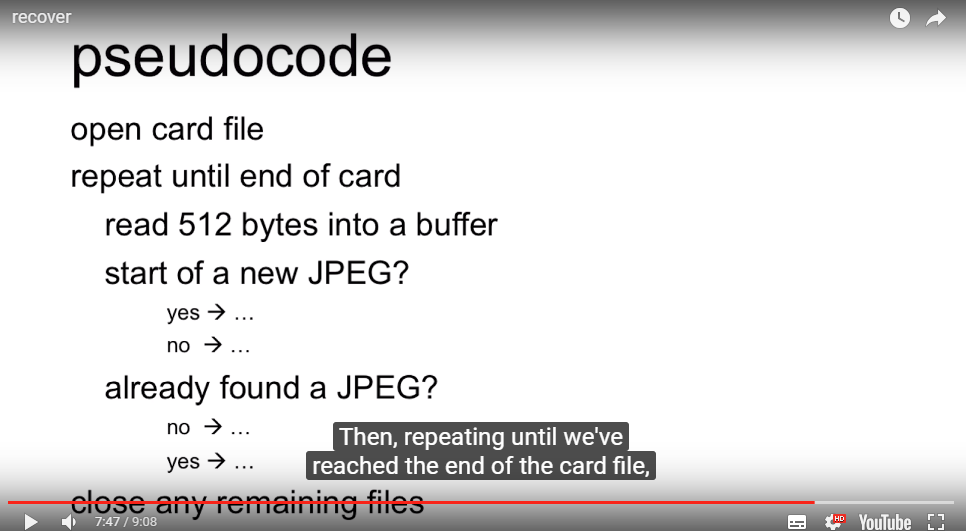 recover
pseudocode
open card file
repeat until end of card
read 512 bytes into a buffer
start of a new JPEG?
yes → …
no → …
already found a JPEG?
no → …
yes → …
Then, repeating until we've
reached the end of the card file,
close any remaining files
7:47 / 9:08
HD
YouTube